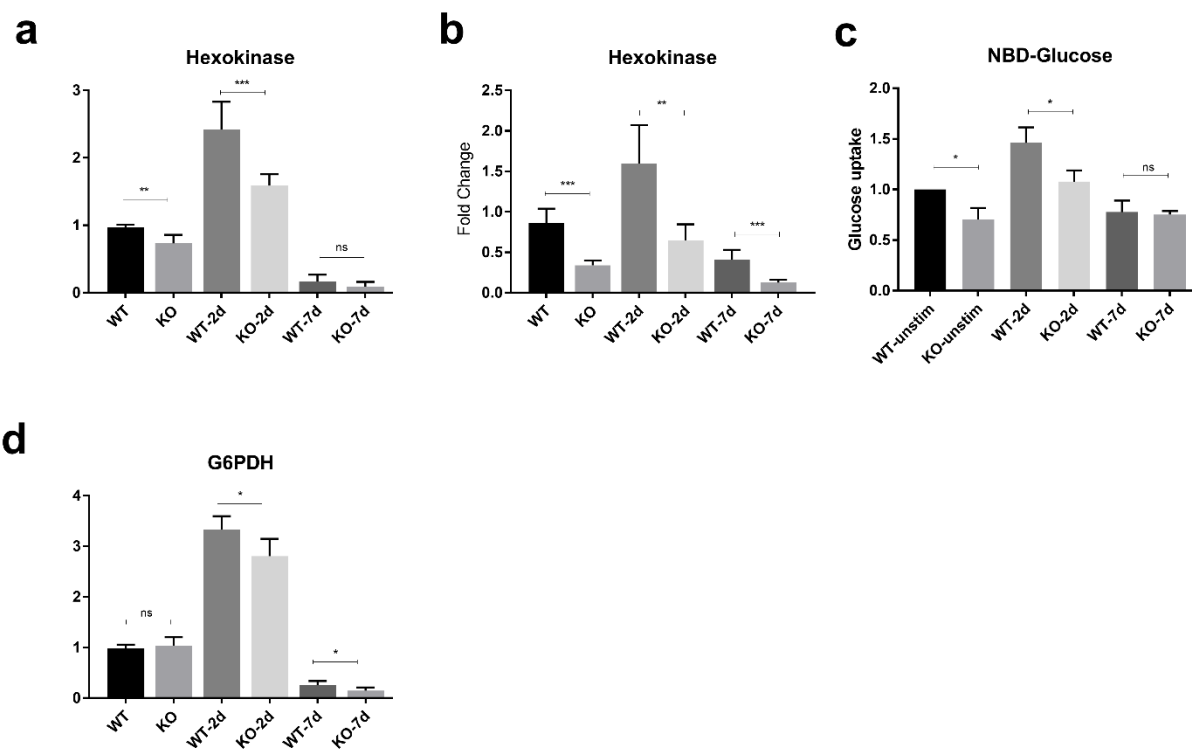 a
Hexokinase
3
2
1
0
**
***
ns
WT
KO
WT-2d
KO-2d
WT-7d
KO-7d
b
Hexokinase
Fold Change
2.5
2.0
1.5
1.0
0.5
0.0
***
**
***
WT
KO
WT-2d
KO-2d
WT-7d
KO-7d
c
NBD-Glucose
Glucose uptake
2.0
1.5
1.0
0.5
0.0
*
*
ns
WT-unstim
KO-unstim
WT-2d
KO-2d
WT-7d
KO-7d
d
G6PDH
4
3
2
1
0
ns
*
*
WT
KO
WT-2d
KO-2d
WT-7d
KO-7d